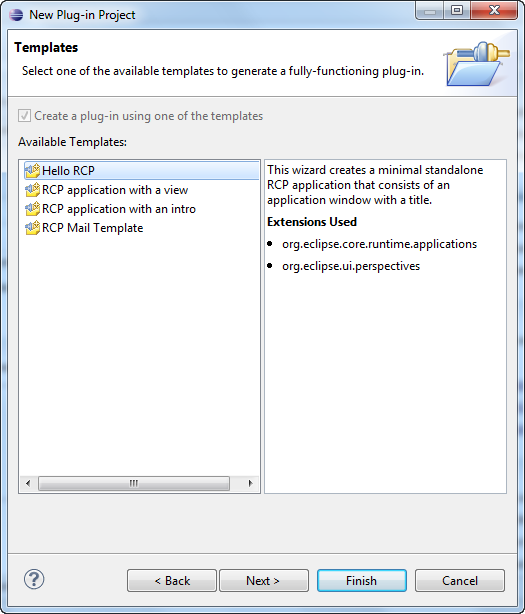 New Plug-in Project
Templates
Select one of the available templates to generate a fully-functioning plug-in.
Create a plug-in using one of the templates
Available Templates:
Hello RCP
RCP application with a view
RCP application with an intro
RCP Mail Template
This wizard creates a minimal standalone
RCP application that consists of an
application window with a title.
Extensions Used
org.eclipse.core.runtime.applications
org.eclipse.ui.perspectives
?
< Back
Next >
Finish
Cancel